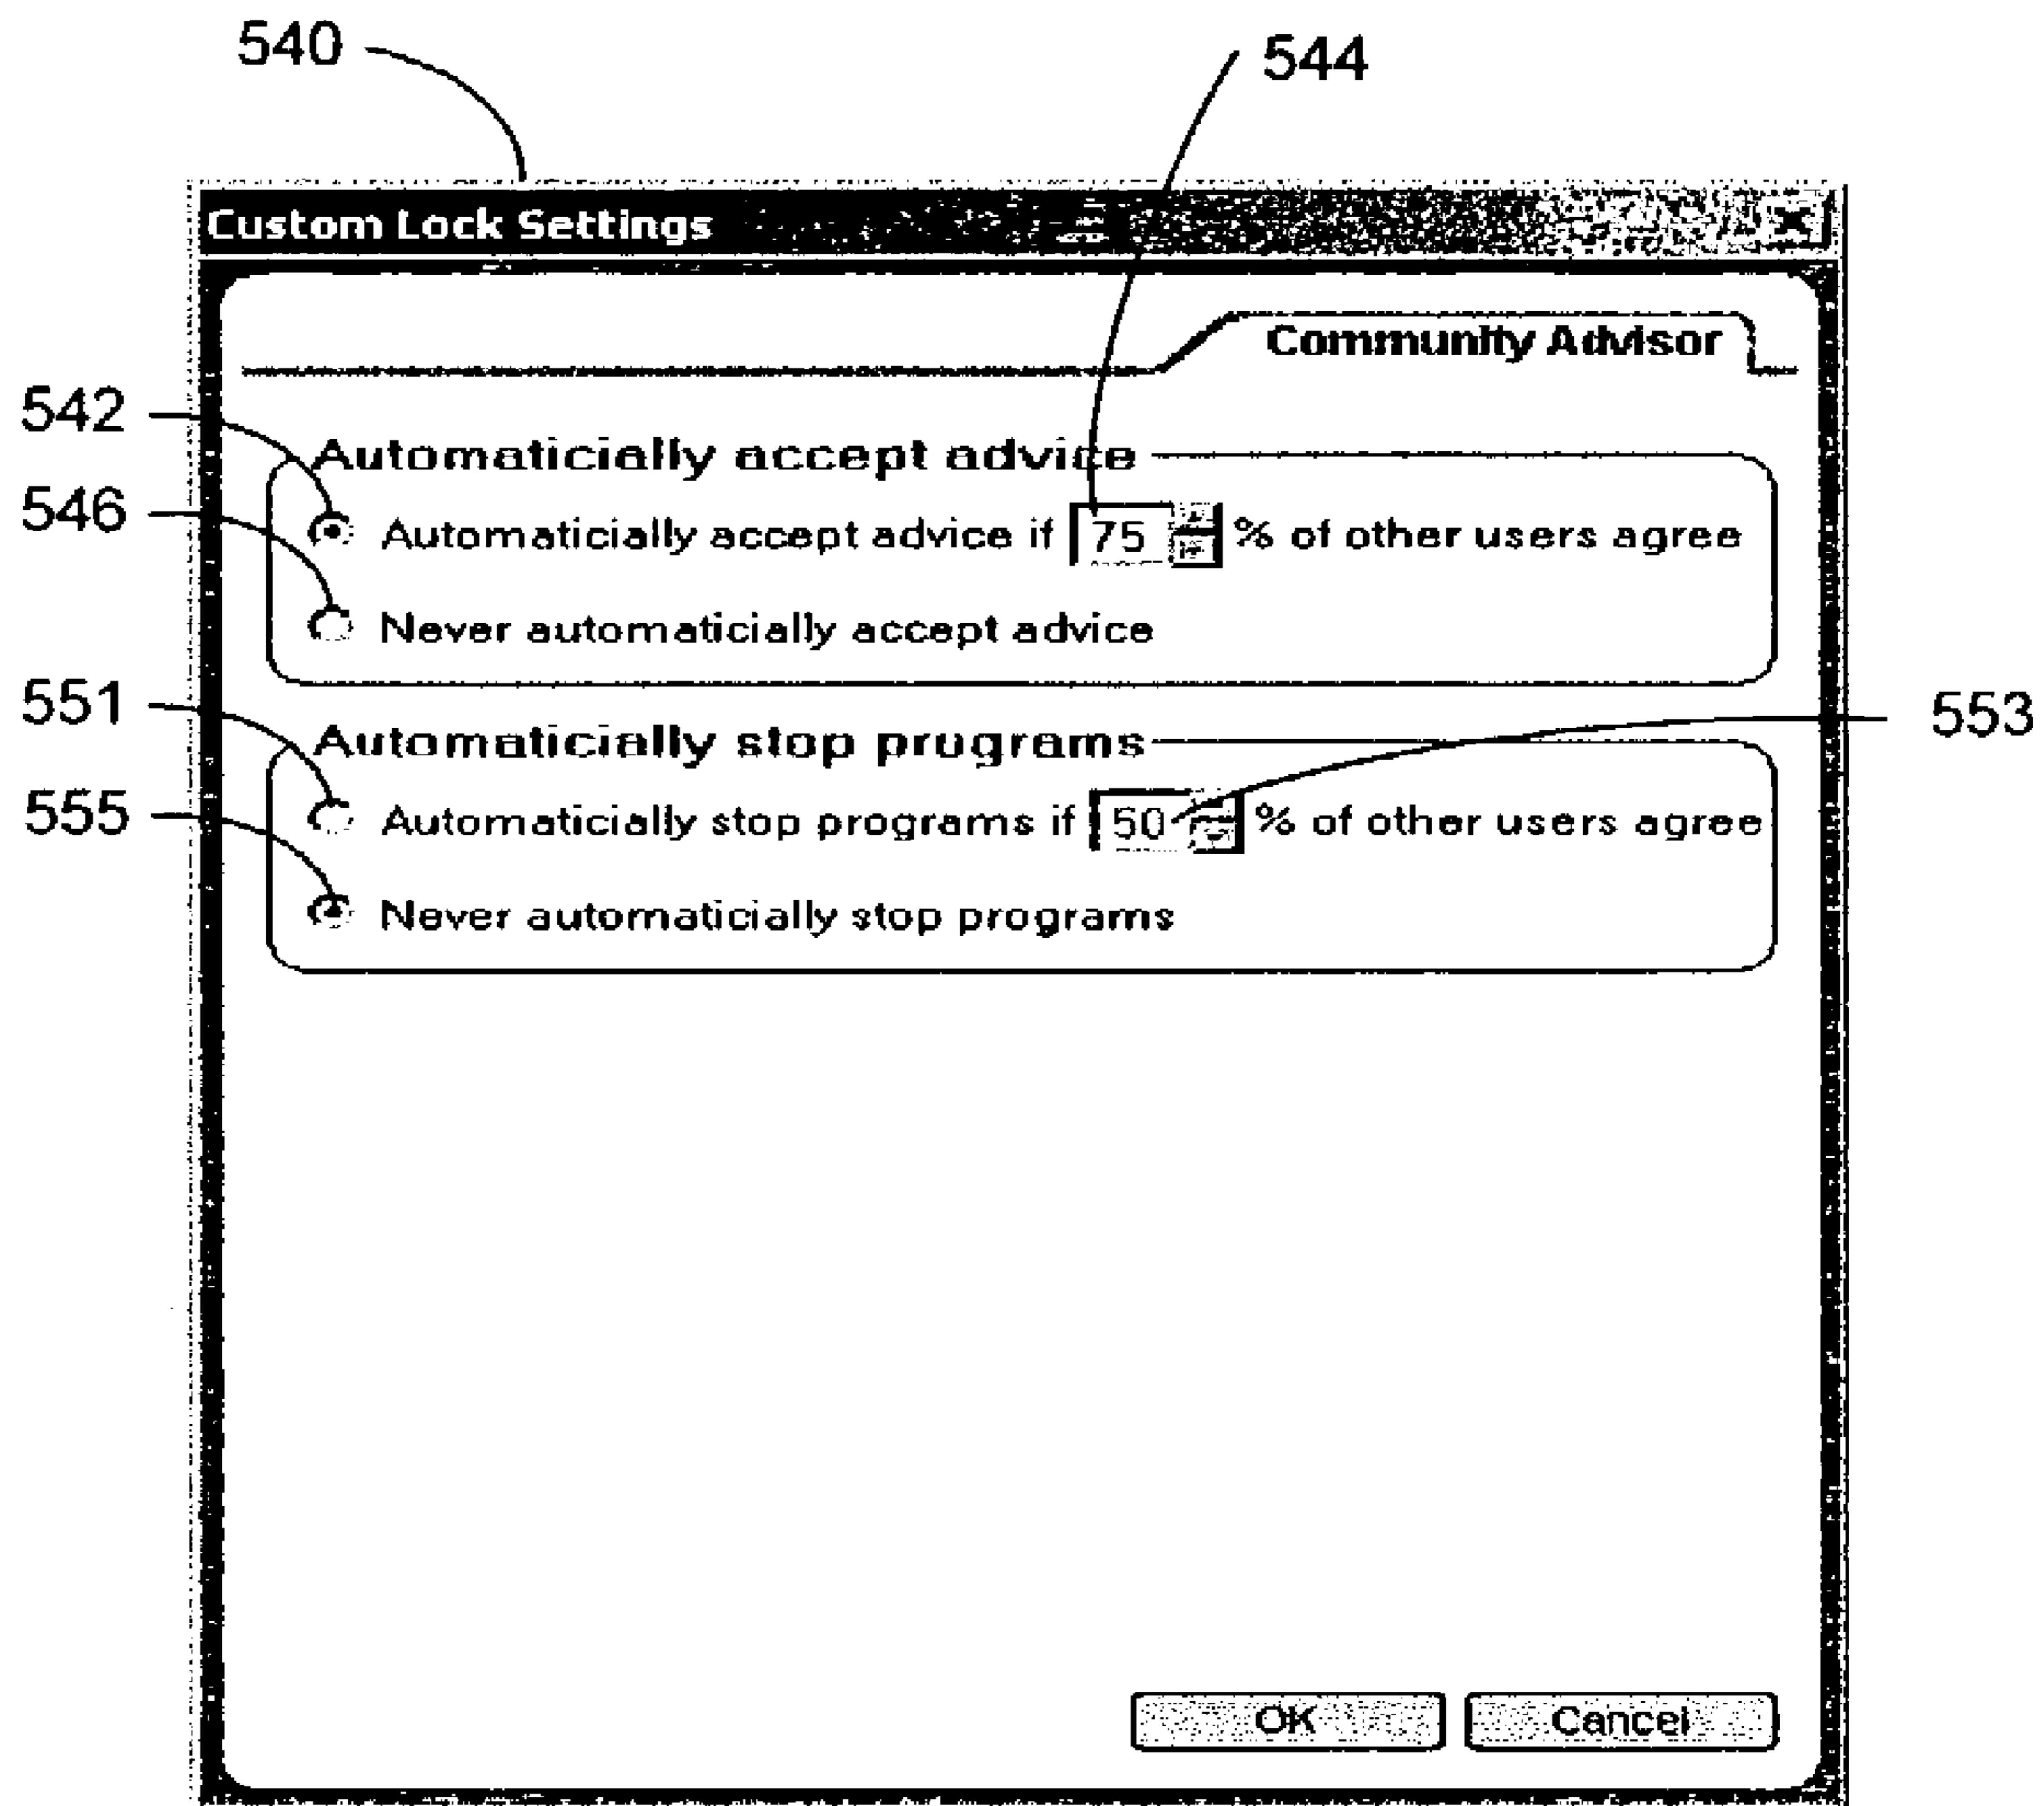 540
544
Custom Lock Settings
Community Advisor
542
Automaticially accept advice
546
Automaticially accept advice if 75 % of other users agree
Never automaticially accept advice
551
553
Automaticially stop programs
555
Automaticially stop programs if 50 % of other users agree
Never automaticially stop programs
OK Cancel